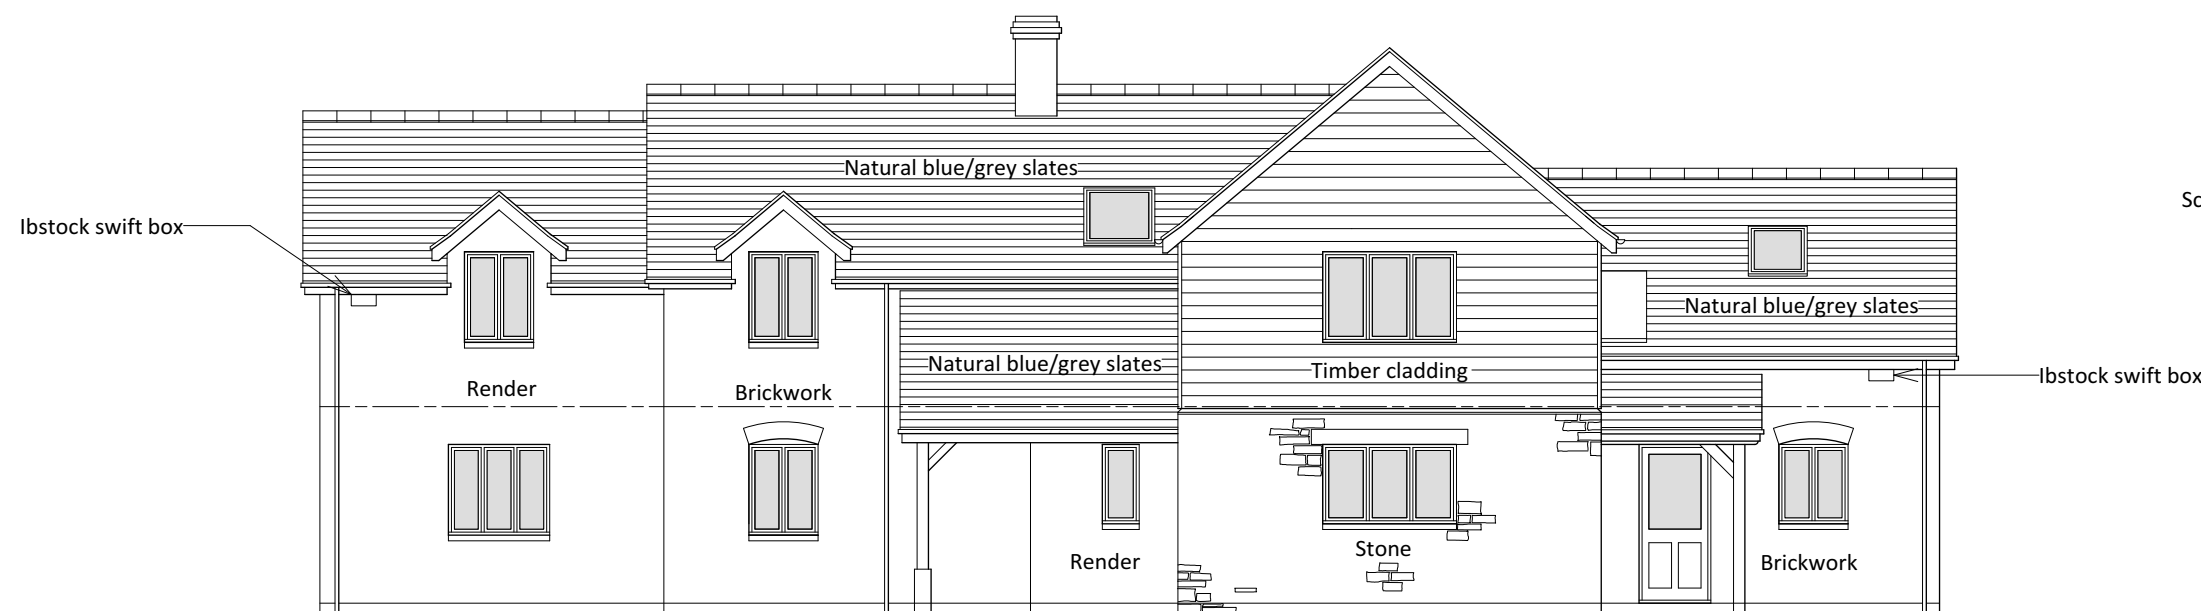 Natural blue/grey slates
Sc
Ibstock swift box
Natural blue/grey slates
Natural blue/grey slates
Timber cladding
Ibstock swift box
Render
Brickwork
Stone
Render
Brickwork